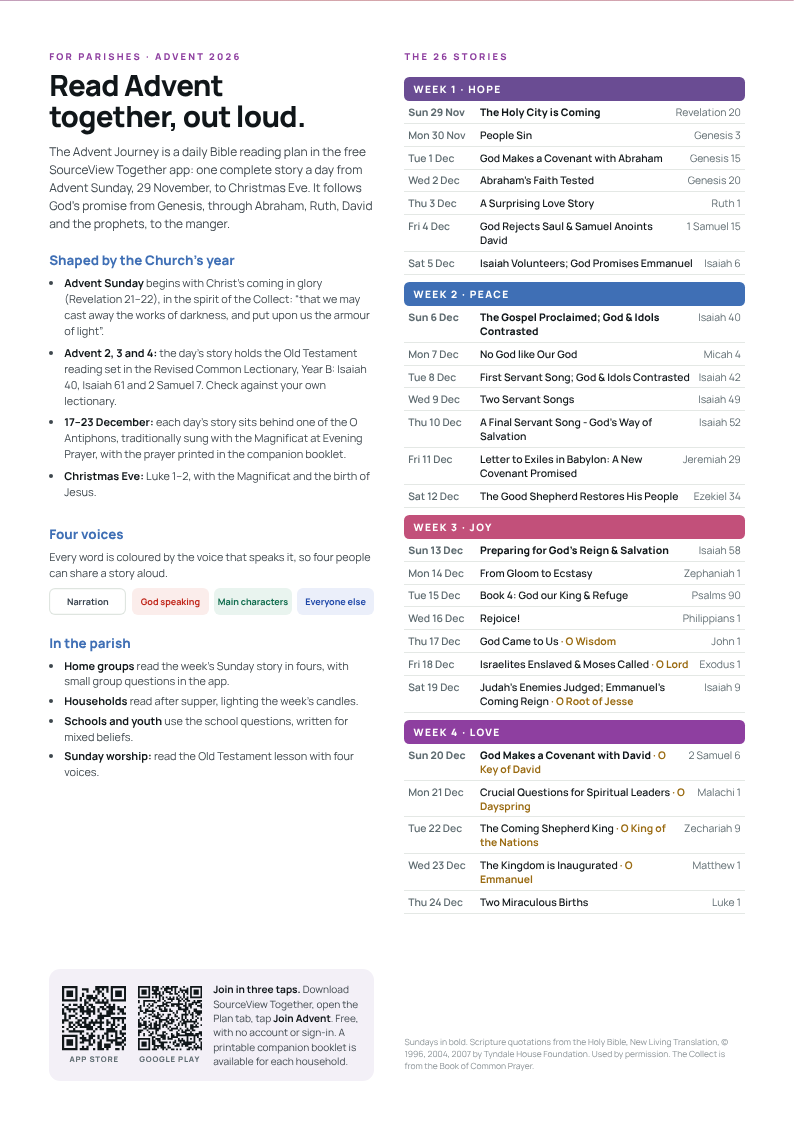 FOR PARISHES · ADVENT 2026
Read Advent
together, out loud.
The Advent Journey is a daily Bible reading plan in the free
SourceView Together app: one complete story a day from
Advent Sunday, 29 November, to Christmas Eve. It follows
God's promise from Genesis, through Abraham, Ruth, David
and the prophets, to the manger.
Shaped by the Church's year
• Advent Sunday begins with Christ's coming in glory
(Revelation 21–22), in the spirit of the Collect: "that we may
cast away the works of darkness, and put upon us the armour
of light".
• Advent 2, 3 and 4: the day's story holds the Old Testament
reading set in the Revised Common Lectionary, Year B: Isaiah
40, Isaiah 61 and 2 Samuel 7. Check against your own
lectionary.
• 17–23 December: each day's story sits behind one of the O
Antiphons, traditionally sung with the Magnificat at Evening
Prayer, with the prayer printed in the companion booklet.
• Christmas Eve: Luke 1–2, with the Magnificat and the birth of
Jesus.
Four voices
Every word is coloured by the voice that speaks it, so four people
can share a story aloud.
Narration God speaking Main characters Everyone else
In the parish
• Home groups read the week's Sunday story in fours, with
small group questions in the app.
• Households read after supper, lighting the week's candles.
• Schools and youth use the school questions, written for
mixed beliefs.
• Sunday worship: read the Old Testament lesson with four
voices.
APP STORE GOOGLE PLAY
Join in three taps. Download
SourceView Together, open the
Plan tab, tap Join Advent. Free,
with no account or sign-in. A
printable companion booklet is
available for each household.
THE 26 STORIES
WEEK 1 · HOPE
Sun 29 Nov The Holy City is Coming Revelation 20
Mon 30 Nov People Sin Genesis 3
Tue 1 Dec God Makes a Covenant with Abraham Genesis 15
Wed 2 Dec Abraham's Faith Tested Genesis 20
Thu 3 Dec A Surprising Love Story Ruth 1
Fri 4 Dec God Rejects Saul & Samuel Anoints 1 Samuel 15
David
Sat 5 Dec Isaiah Volunteers; God Promises Emmanuel Isaiah 6
WEEK 2 · PEACE
Sun 6 Dec The Gospel Proclaimed; God & Idols Isaiah 40
Contrasted
Mon 7 Dec No God like Our God Micah 4
Tue 8 Dec First Servant Song; God & Idols Contrasted Isaiah 42
Wed 9 Dec Two Servant Songs Isaiah 49
Thu 10 Dec A Final Servant Song - God's Way of Isaiah 52
Salvation
Fri 11 Dec Letter to Exiles in Babylon: A New Jeremiah 29
Covenant Promised
Sat 12 Dec The Good Shepherd Restores His People Ezekiel 34
WEEK 3 · JOY
Sun 13 Dec Preparing for God's Reign & Salvation Isaiah 58
Mon 14 Dec From Gloom to Ecstasy Zephaniah 1
Tue 15 Dec Book 4: God our King & Refuge Psalms 90
Wed 16 Dec Rejoice! Philippians 1
Thu 17 Dec God Came to Us · O Wisdom John 1
Fri 18 Dec Israelites Enslaved & Moses Called · O Lord Exodus 1
Sat 19 Dec Judah's Enemies Judged; Emmanuel's Isaiah 9
Coming Reign · O Root of Jesse
WEEK 4 · LOVE
Sun 20 Dec God Makes a Covenant with David · O 2 Samuel 6
Key of David
Mon 21 Dec Crucial Questions for Spiritual Leaders · O Malachi 1
Dayspring
Tue 22 Dec The Coming Shepherd King · O King of Zechariah 9
the Nations
Wed 23 Dec The Kingdom is Inaugurated · O Matthew 1
Emmanuel
Thu 24 Dec Two Miraculous Births Luke 1
Sundays in bold. Scripture quotations from the Holy Bible, New Living Translation, ©
1996, 2004, 2007 by Tyndale House Foundation. Used by permission. The Collect is
from the Book of Common Prayer.